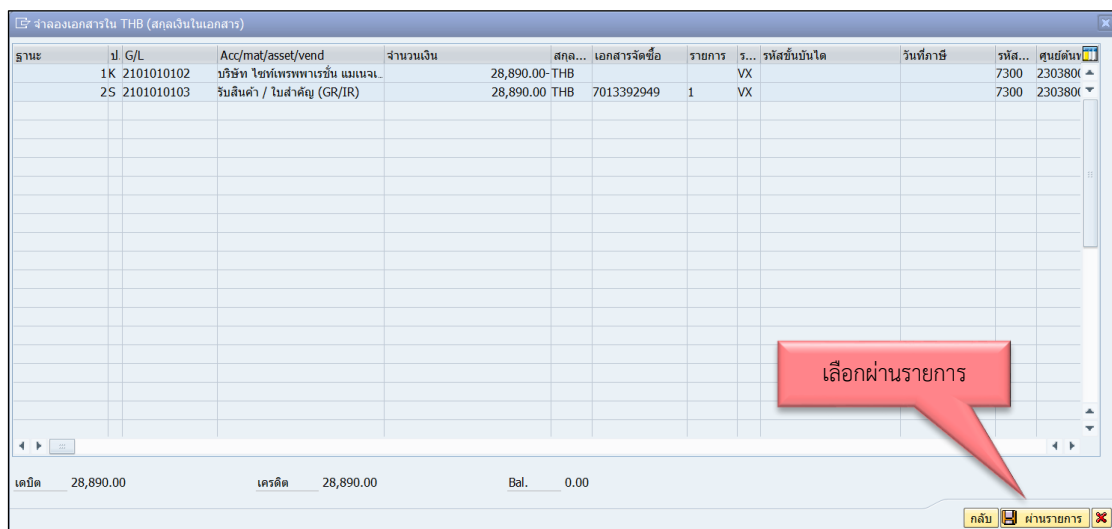 จำลองเอกสารใน THB (สกุลเงินในเอกสาร)
ฐานะ ป. G/L Acc/mat/asset/vend จำนวนเงิน สกุล... เอกสารจัดซื้อ รายการ ร... รหัสขั้นบันได วันที่ภาษี รหัส... ศูนย์ต้นท
1 K 2101010102 บริษัท ไซท์เพรพพาเรชั่น แมเนจเ.. 28,890.00- THB VX 7300 2303800
2 S 2101010103 รับสินค้า / ใบสำคัญ (GR/IR) 28,890.00 THB 7013392949 1 VX 7300 2303800
เลือกผ่านรายการ
เดบิต 28,890.00 เครดิต 28,890.00 Bal. 0.00
กลับ ผ่านรายการ